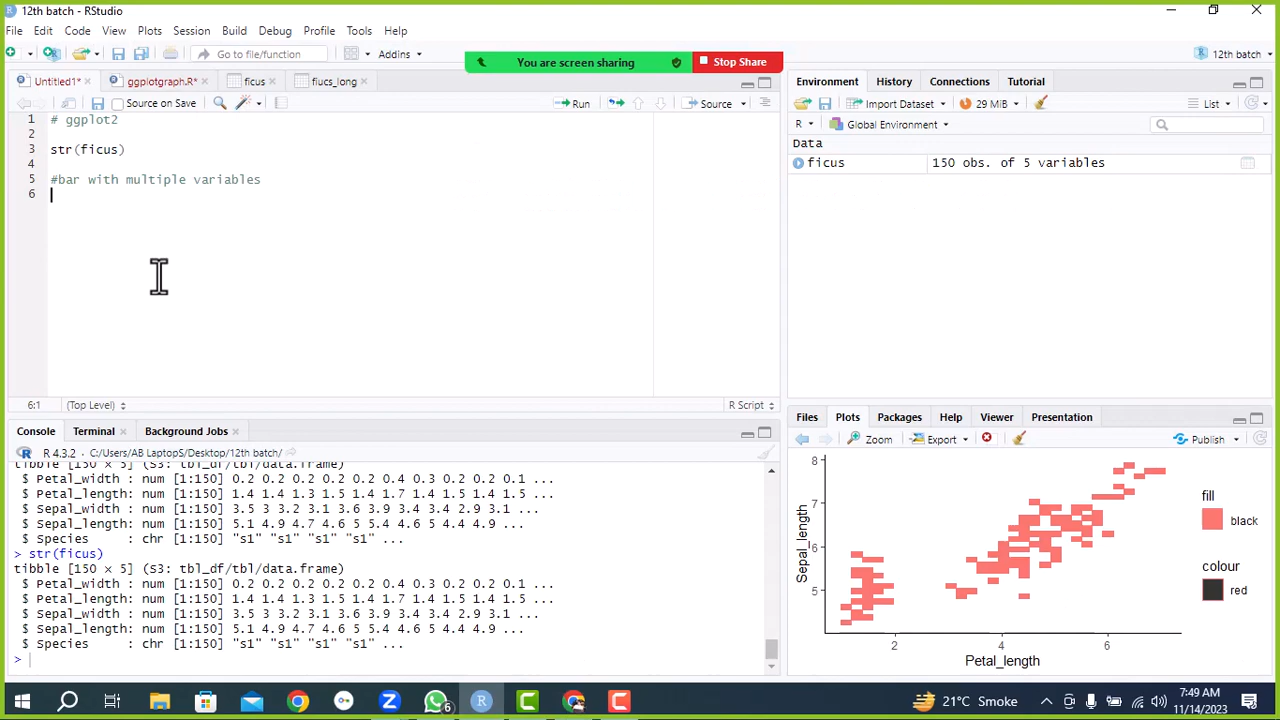 12th batch - RStudio
File Edit Code View Plots Session Build Debug Profile Tools Help
Go to file/function Addins 12th batch
You are screen sharing Stop Share
Untitled1* ggplotgraph.R* ficus fiucs_long
Source on Save Run Source
1 # ggplot2
2
3 str(ficus)
4
5 #bar with multiple variables
6
6:1 (Top Level) R Script
Console Terminal Background Jobs
R 4.3.2 · C:/Users/AB LaptopS/Desktop/12th batch/
tibble [150 × 5] (S3: tbl_df/tbl/data.frame)
$ Petal_width : num [1:150] 0.2 0.2 0.2 0.2 0.2 0.4 0.3 0.2 0.2 0.1 ...
$ Petal_length: num [1:150] 1.4 1.4 1.3 1.5 1.4 1.7 1.4 1.5 1.4 1.5 ...
$ Sepal_width : num [1:150] 3.5 3 3.2 3.1 3.6 3.9 3.4 3.4 2.9 3.1 ...
$ Sepal_length: num [1:150] 5.1 4.9 4.7 4.6 5 5.4 4.6 5 4.4 4.9 ...
$ Species : chr [1:150] "s1" "s1" "s1" "s1" ...
> str(ficus)
tibble [150 × 5] (S3: tbl_df/tbl/data.frame)
$ Petal_width : num [1:150] 0.2 0.2 0.2 0.2 0.2 0.4 0.3 0.2 0.2 0.1 ...
$ Petal_length: num [1:150] 1.4 1.4 1.3 1.5 1.4 1.7 1.4 1.5 1.4 1.5 ...
$ Sepal_width : num [1:150] 3.5 3 3.2 3.1 3.6 3.9 3.4 3.4 2.9 3.1 ...
$ Sepal_length: num [1:150] 5.1 4.9 4.7 4.6 5 5.4 4.6 5 4.4 4.9 ...
$ Species : chr [1:150] "s1" "s1" "s1" "s1" ...
>
Environment History Connections Tutorial
Import Dataset 29 MiB List
R Global Environment
Data
ficus 150 obs. of 5 variables
Files Plots Packages Help Viewer Presentation
Zoom Export Publish
8
7
6
5
Sepal_length
2 4 6
Petal_length
fill
black
colour
red
6
21°C Smoke
7:49 AM
11/14/2023